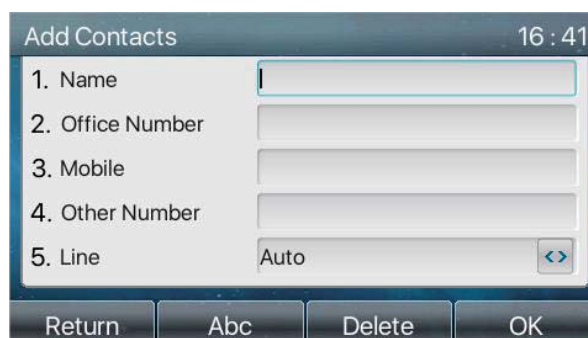 Add Contacts 16 : 41
1. Name
2. Office Number
3. Mobile
4. Other Number
5. Line Auto
Return Abc Delete OK